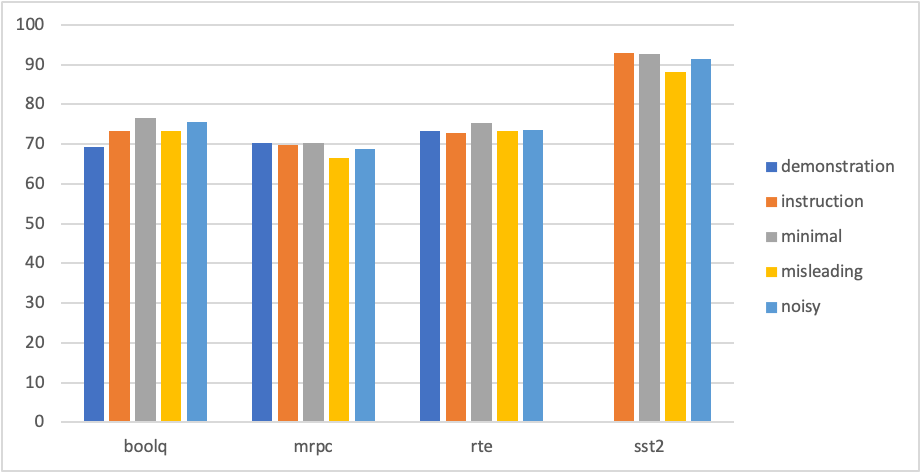 100
90
80
70
60
50
40
30
20
10
0
boolq mrpc rte sst2
demonstration
instruction
minimal
misleading
noisy